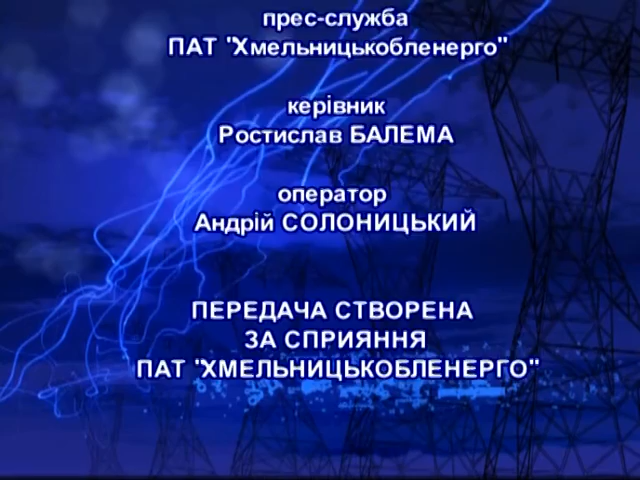 прес-служба
ПАТ "Хмельницькобленерго"
керівник
Ростислав БАЛЕМА
оператор
Андрій СОЛОНИЦЬКИЙ
ПЕРЕДАЧА СТВОРЕНА
ЗА СПРИЯННЯ
ПАТ "ХМЕЛЬНИЦЬКОБЛЕНЕРГО"